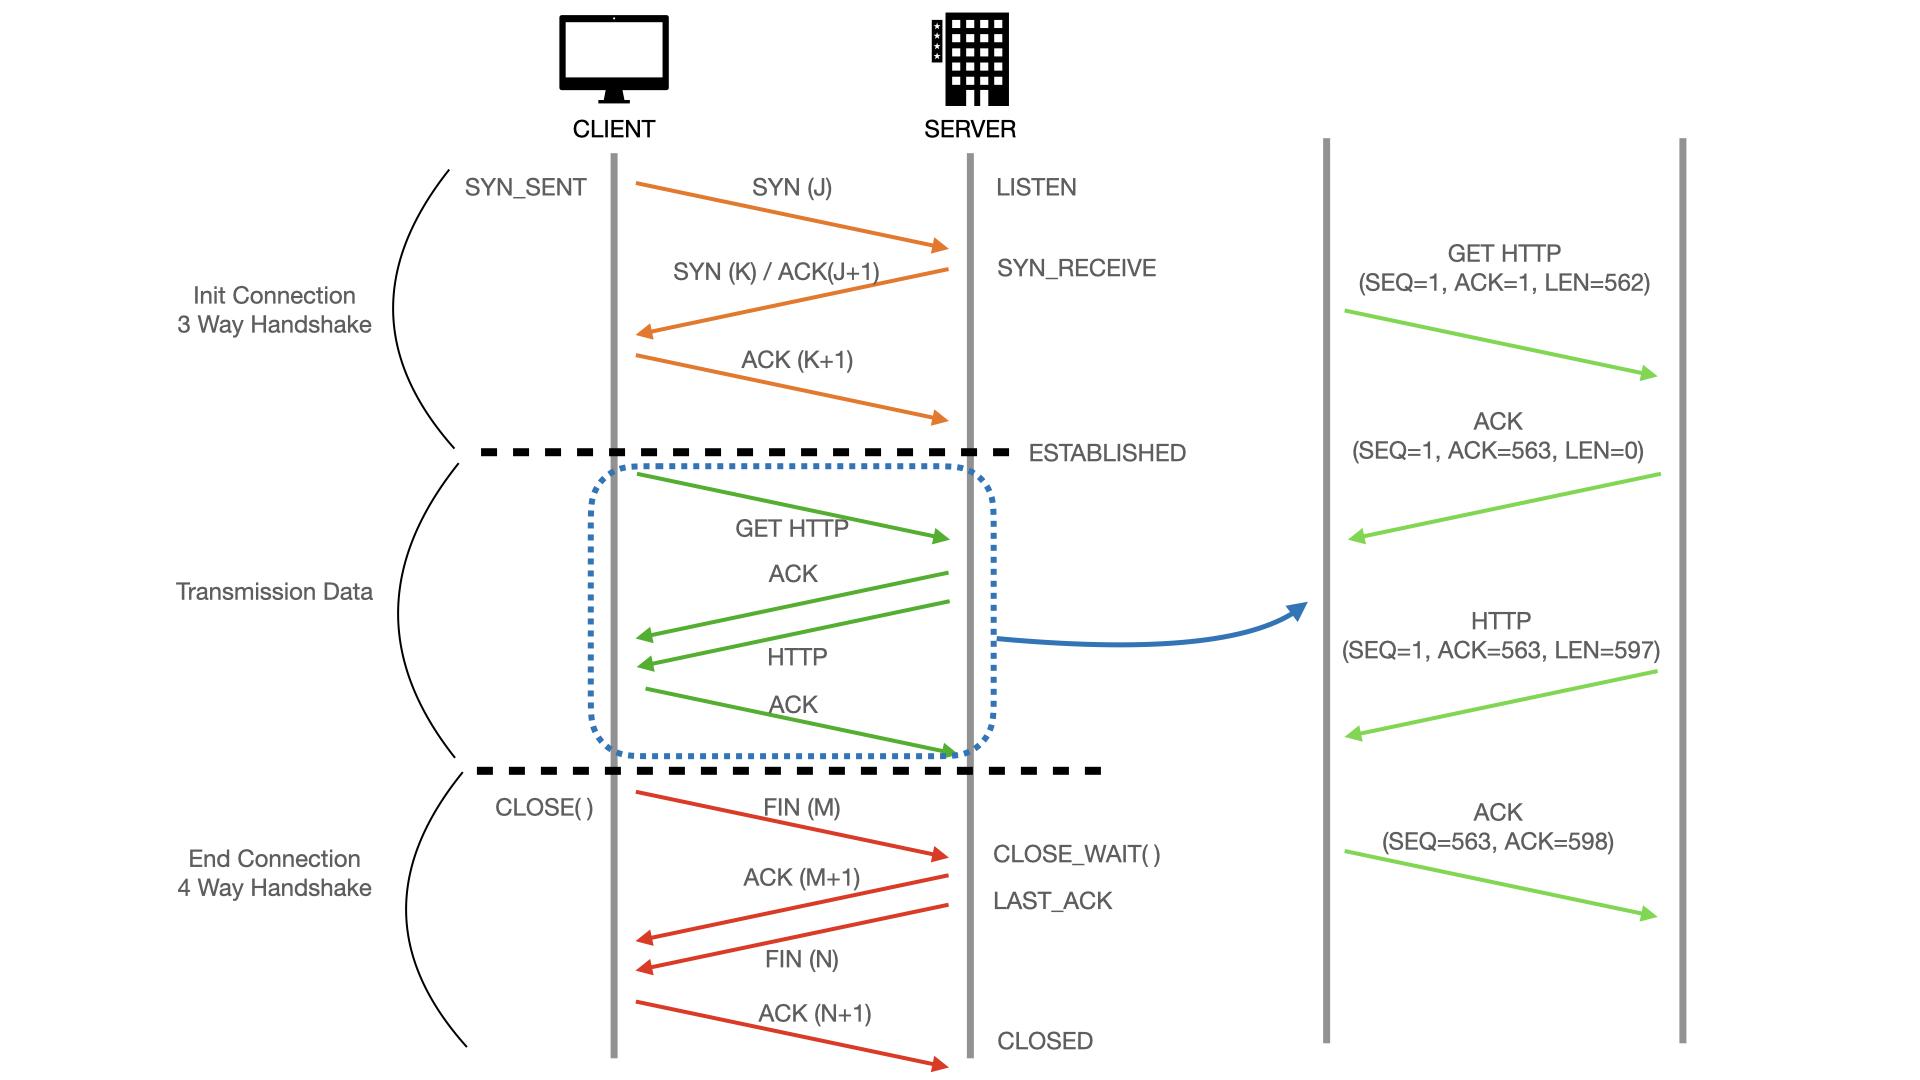 CLIENT
SERVER
SYN_SENT
SYN (J)
LISTEN
SYN (K) / ACK(J+1)
SYN_RECEIVE
Init Connection
3 Way Handshake
ACK (K+1)
ESTABLISHED
GET HTTP
ACK
Transmission Data
HTTP
ACK
CLOSE( )
FIN (M)
CLOSE_WAIT( )
End Connection
4 Way Handshake
ACK (M+1)
LAST_ACK
FIN (N)
ACK (N+1)
CLOSED
GET HTTP
(SEQ=1, ACK=1, LEN=562)
ACK
(SEQ=1, ACK=563, LEN=0)
HTTP
(SEQ=1, ACK=563, LEN=597)
ACK
(SEQ=563, ACK=598)